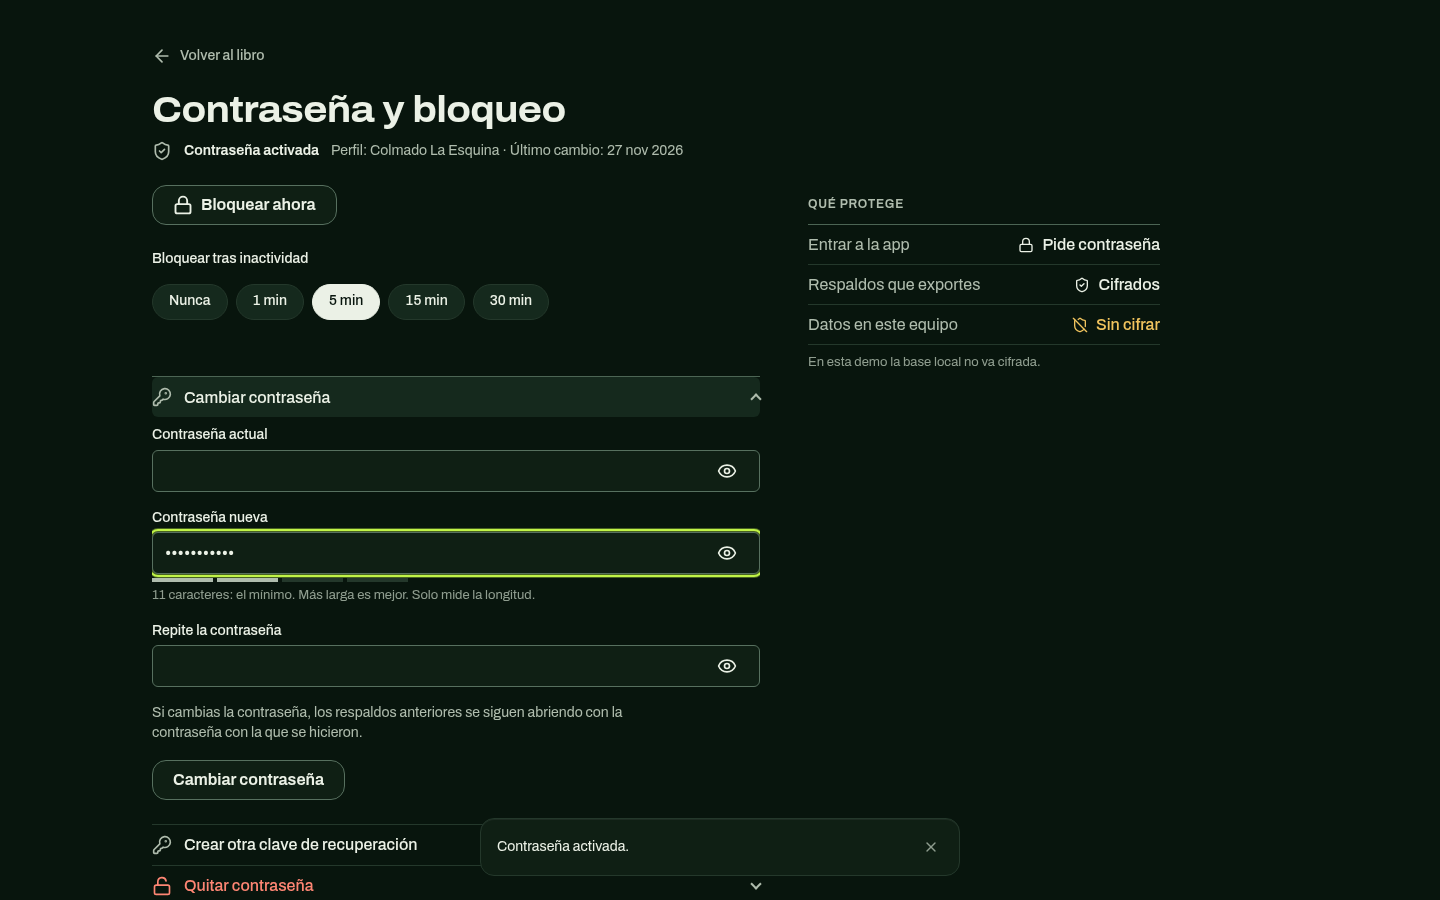 Volver al libro
Contraseña y bloqueo
Contraseña activada Perfil: Colmado La Esquina · Último cambio: 27 nov 2026
Bloquear ahora
Bloquear tras inactividad
Nunca 1 min 5 min 15 min 30 min
Cambiar contraseña
Contraseña actual
Contraseña nueva
•••••••••••
11 caracteres: el mínimo. Más larga es mejor. Solo mide la longitud.
Repite la contraseña
Si cambias la contraseña, los respaldos anteriores se siguen abriendo con la
contraseña con la que se hicieron.
Cambiar contraseña
Crear otra clave de recuperación
Quitar contraseña
QUÉ PROTEGE
Entrar a la app Pide contraseña
Respaldos que exportes Cifrados
Datos en este equipo Sin cifrar
En esta demo la base local no va cifrada.
Contraseña activada.